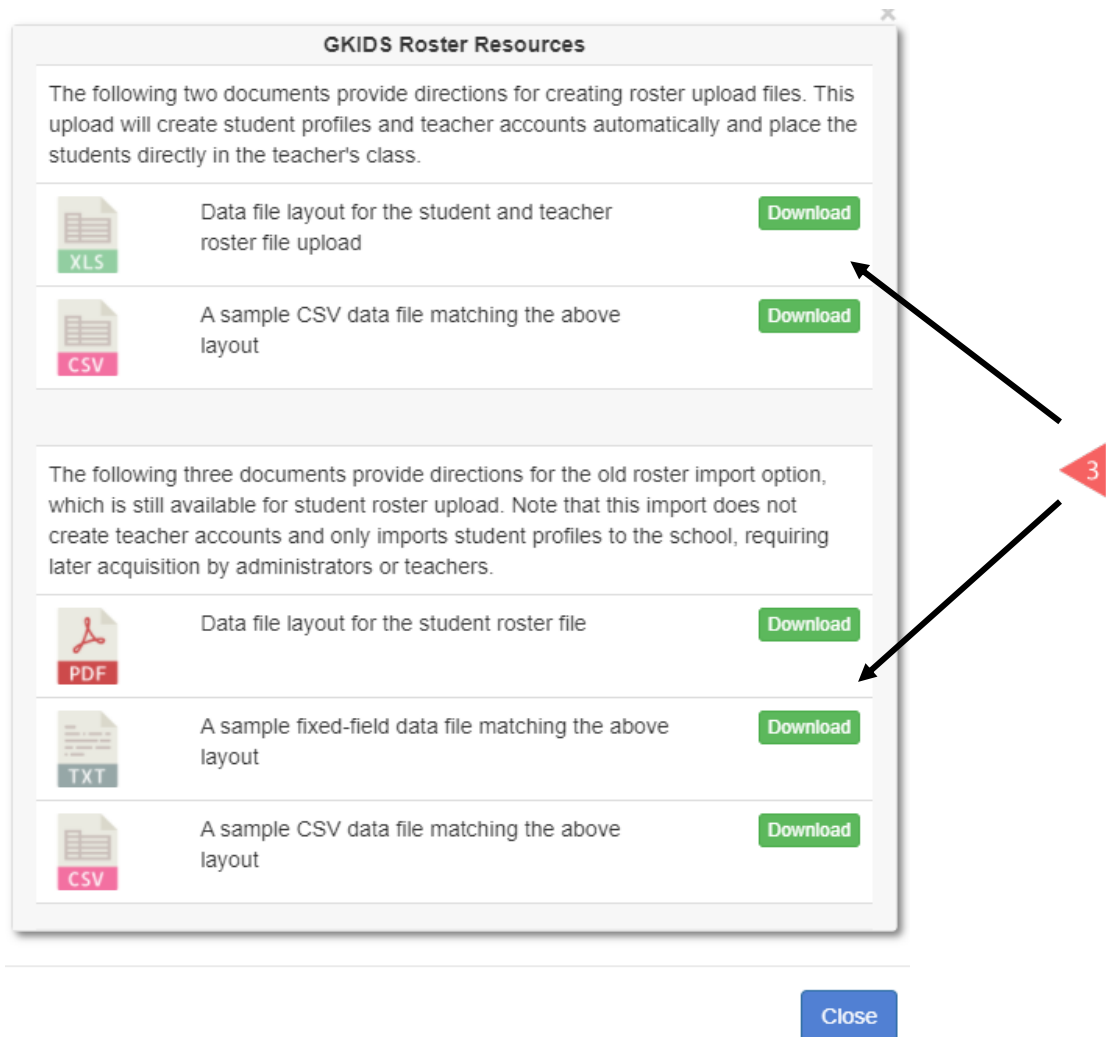 ×
GKIDS Roster Resources
The following two documents provide directions for creating roster upload files. This
upload will create student profiles and teacher accounts automatically and place the
students directly in the teacher's class.
Data file layout for the student and teacher
roster file upload
Download
XLS
A sample CSV data file matching the above
layout
Download
CSV
3
The following three documents provide directions for the old roster import option,
which is still available for student roster upload. Note that this import does not
create teacher accounts and only imports student profiles to the school, requiring
later acquisition by administrators or teachers.
Data file layout for the student roster file
Download
PDF
A sample fixed-field data file matching the above
layout
Download
TXT
A sample CSV data file matching the above
layout
Download
CSV
Close